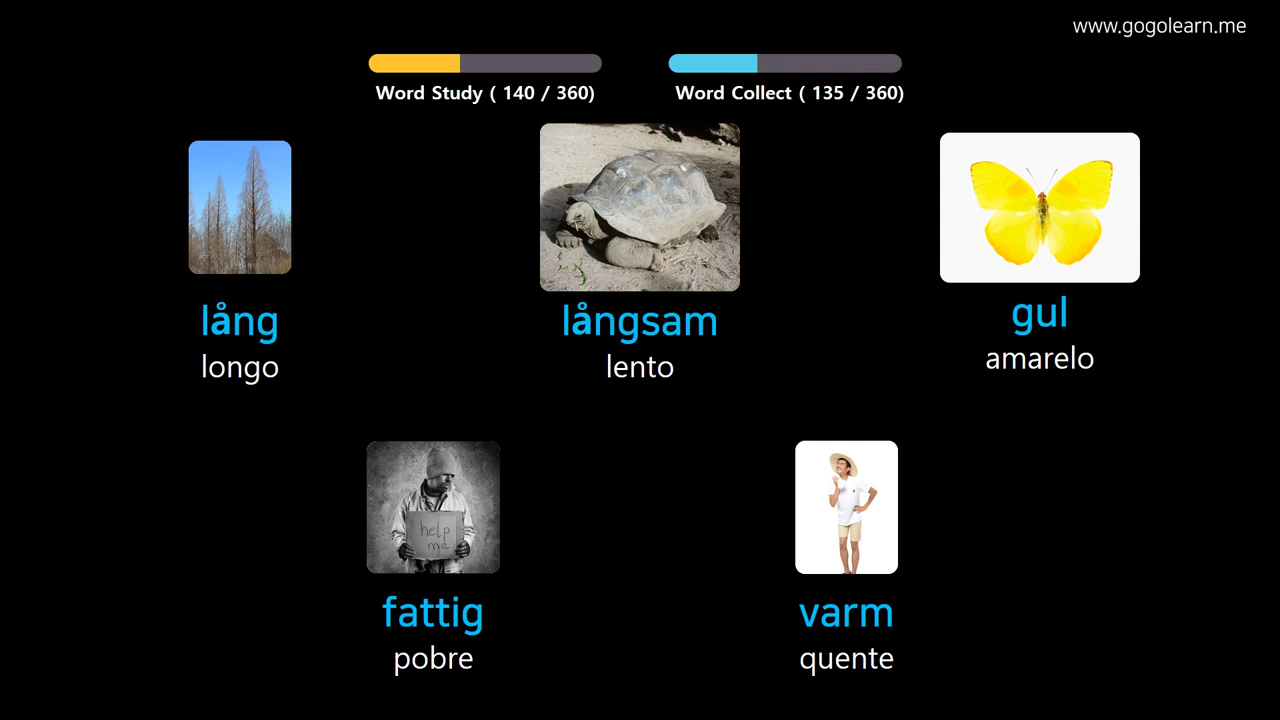 www.gogolearn.me
Word Study ( 140 / 360)
Word Collect ( 135 / 360)
lång
longo
långsam
lento
gul
amarelo
help
me
fattig
pobre
varm
quente